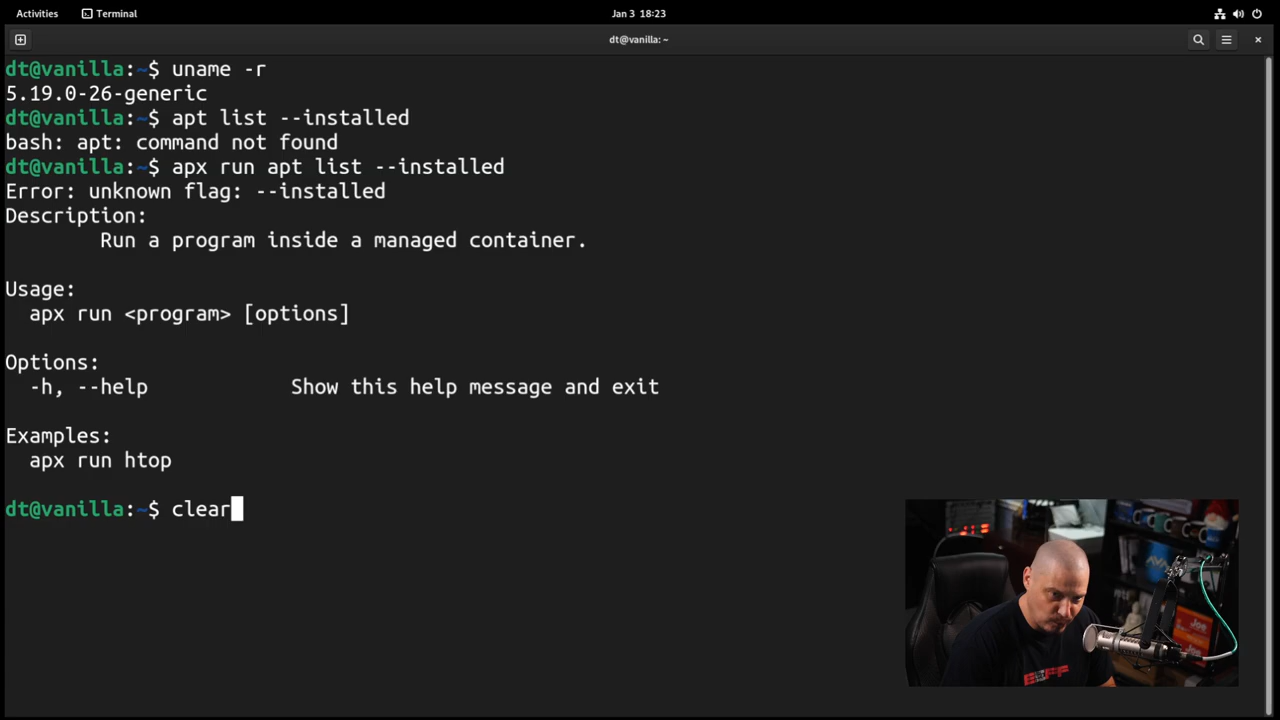 Activities
Terminal
Jan 3 18:23
dt@vanilla: ~
dt@vanilla:~$ uname -r
5.19.0-26-generic
dt@vanilla:~$ apt list --installed
bash: apt: command not found
dt@vanilla:~$ apx run apt list --installed
Error: unknown flag: --installed
Description:
        Run a program inside a managed container.
Usage:
  apx run <program> [options]
Options:
  -h, --help            Show this help message and exit
Examples:
  apx run htop
dt@vanilla:~$ clear